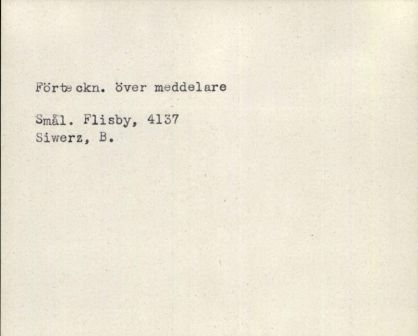 Förteckn. över meddelare
Smål. Flisby, 4137
Siwerz, B.